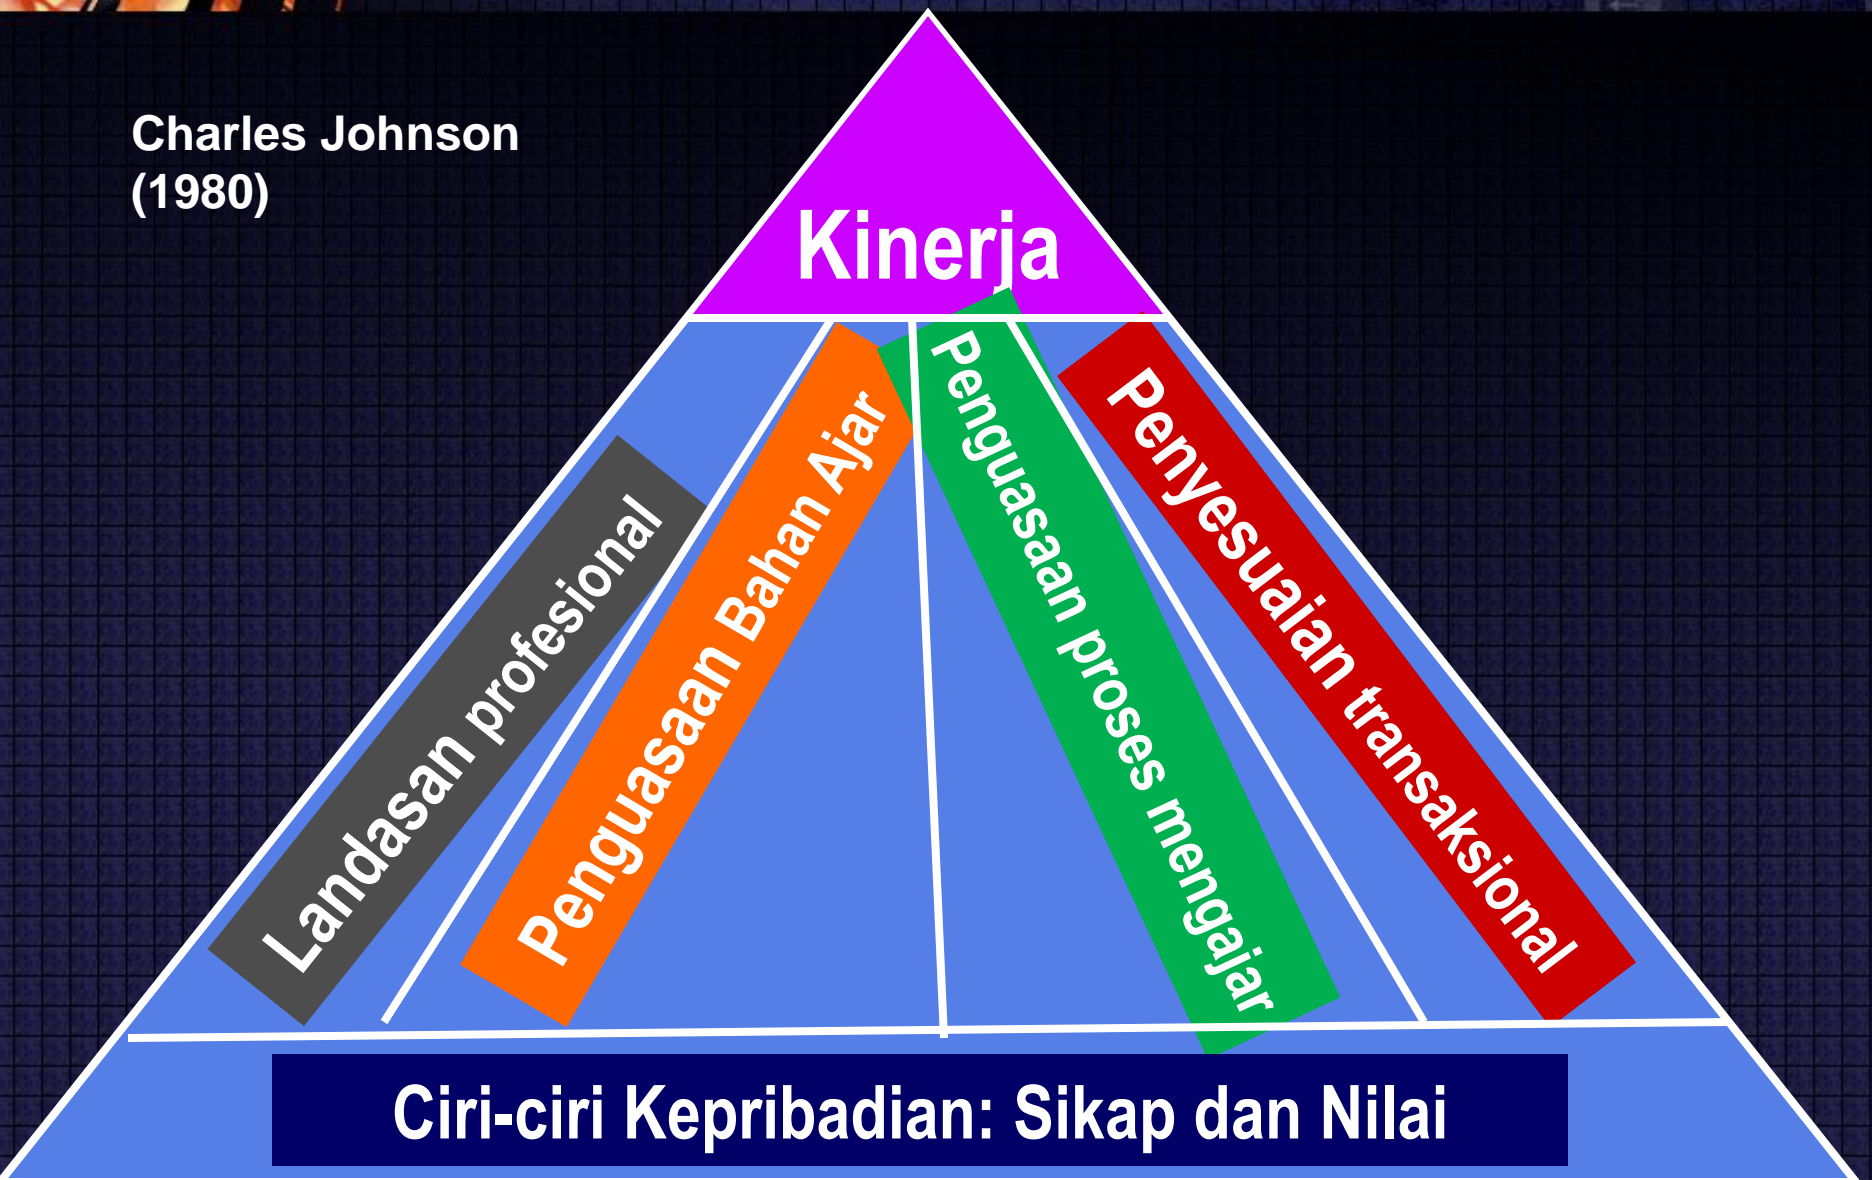 Charles Johnson
(1980)
Kinerja
Landasan profesional
Penguasaan Bahan Ajar
Penguasaan proses mengajar
Penyesuaian transaksional
Ciri-ciri Kepribadian: Sikap dan Nilai